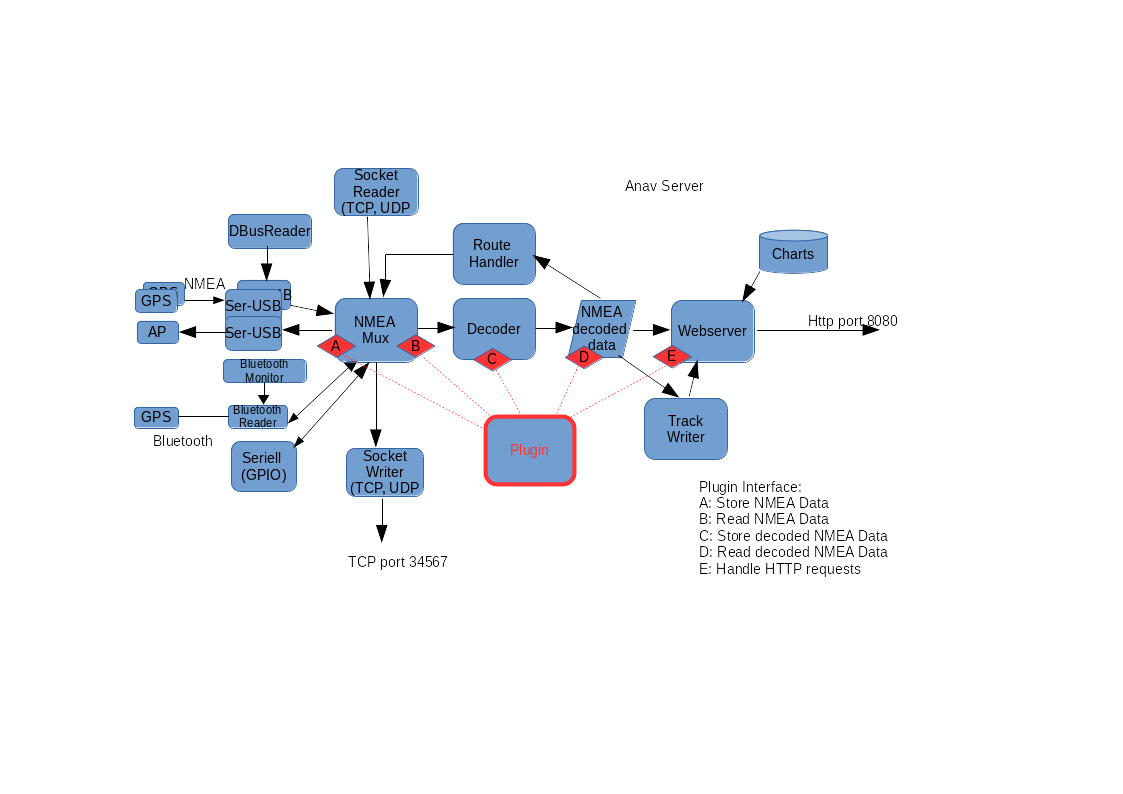 Socket
Reader
(TCP, UDP
Anav Server
DBusReader
Route
Handler
Charts
NMEA
GPS
GPS
B
Ser-USB
NMEA
Mux
Decoder
NMEA
decoded
data
Webserver
Http port 8080
AP
Ser-USB
A
B
C
D
E
Bluetooth
Monitor
GPS
Bluetooth
Reader
Bluetooth
Track
Writer
Plugin
Seriell
(GPIO)
Socket
Writer
(TCP, UDP
TCP port 34567
Plugin Interface:
A: Store NMEA Data
B: Read NMEA Data
C: Store decoded NMEA Data
D: Read decoded NMEA Data
E: Handle HTTP requests